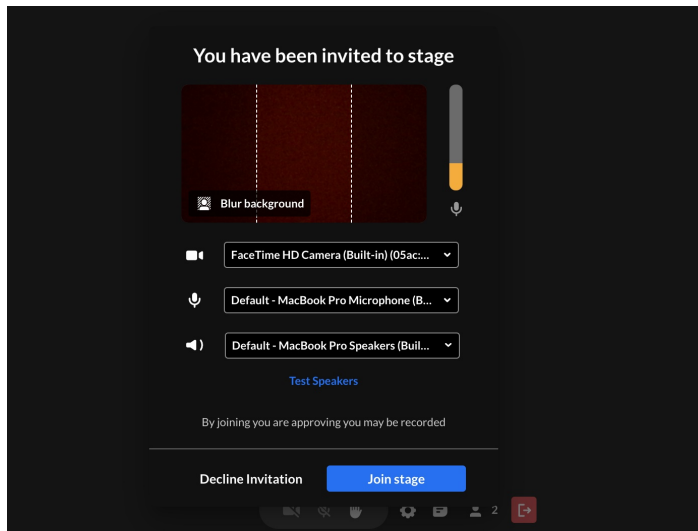 You have been invited to stage
Blur background
FaceTime HD Camera (Built-in) (05ac:...
Default - MacBook Pro Microphone (B...
Default - MacBook Pro Speakers (Buil...
Test Speakers
By joining you are approving you may be recorded
Decline Invitation
Join stage
2